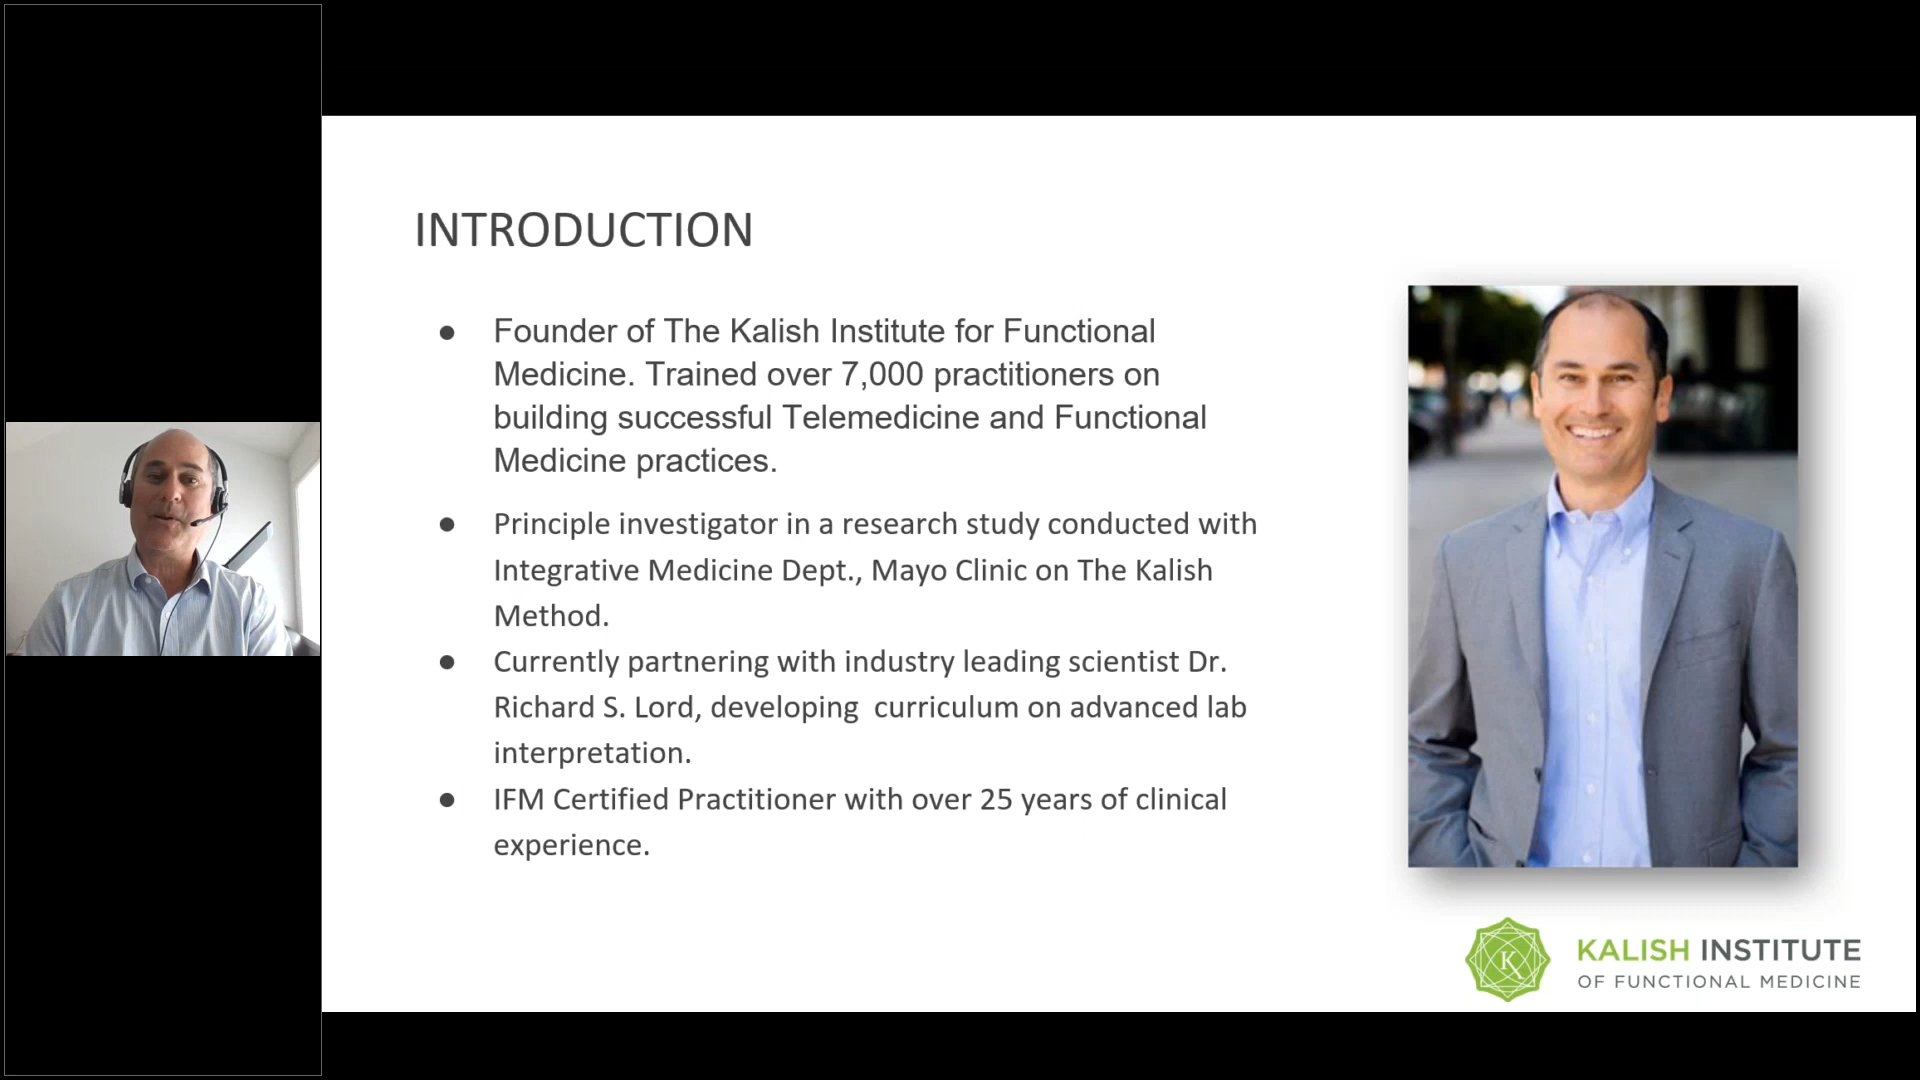 INTRODUCTION
● Founder of The Kalish Institute for Functional
Medicine. Trained over 7,000 practitioners on
building successful Telemedicine and Functional
Medicine practices.
● Principle investigator in a research study conducted with
Integrative Medicine Dept., Mayo Clinic on The Kalish
Method.
● Currently partnering with industry leading scientist Dr.
Richard S. Lord, developing  curriculum on advanced lab
interpretation.
● IFM Certified Practitioner with over 25 years of clinical
experience.
K
KALISH INSTITUTE
OF FUNCTIONAL MEDICINE